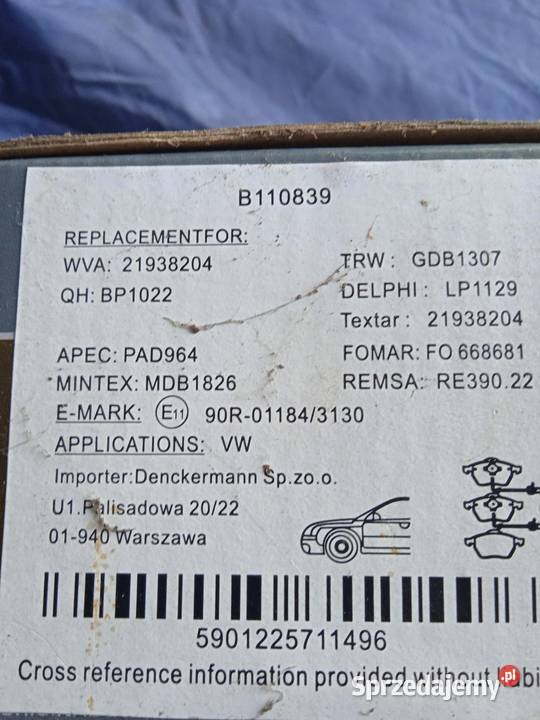 B110839
REPLACEMENTFOR:
WVA: 21938204
TRW: GDB1307
QH: BP1022
DELPHI: LP1129
Textar: 21938204
APEC: PAD964
FOMAR: FO 668681
MINTEX: MDB1826
REMSA: RE390.22
E-MARK: E11 90R-01184/3130
APPLICATIONS: VW
Importer:Denckermann Sp.zo.o.
U1.Palisadowa 20/22
01-940 Warszawa
5901225711496
Cross reference information provided without
Sprzedajemy.pl